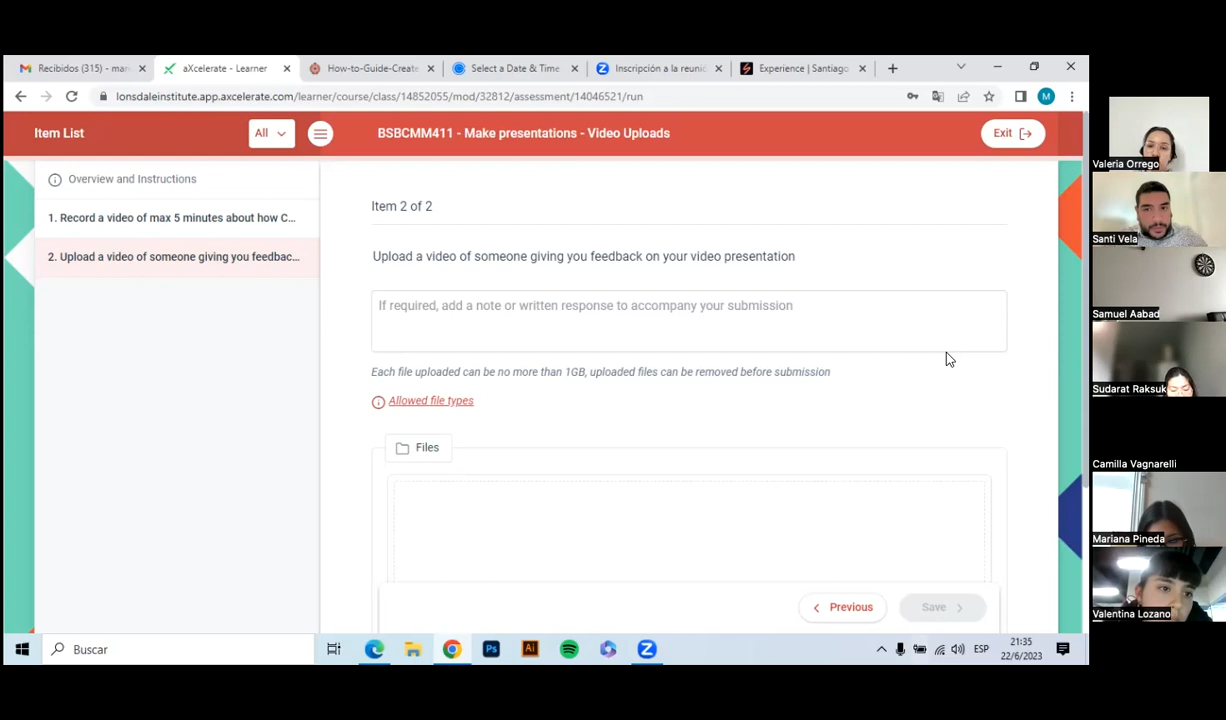 Recibidos (315) - mar
aXcelerate - Learner
How-to-Guide-Create
Select a Date & Time
Inscripción a la reuni
Experience | Santiago
lonsdaleinstitute.app.axcelerate.com/learner/course/class/14852055/mod/32812/assessment/14046521/run
M
Item List
All
BSBCMM411 - Make presentations - Video Uploads
Exit
Overview and Instructions
1. Record a video of max 5 minutes about how C...
2. Upload a video of someone giving you feedbac...
Item 2 of 2
Upload a video of someone giving you feedback on your video presentation
If required, add a note or written response to accompany your submission
Each file uploaded can be no more than 1GB, uploaded files can be removed before submission
Allowed file types
Files
Previous
Save
Buscar
Ps
Ai
ESP
21:35
22/6/2023
Valeria Orrego
Santi Vela
Samuel Aabad
Sudarat Raksuk
Camilla Vagnarelli
Mariana Pineda
Valentina Lozano